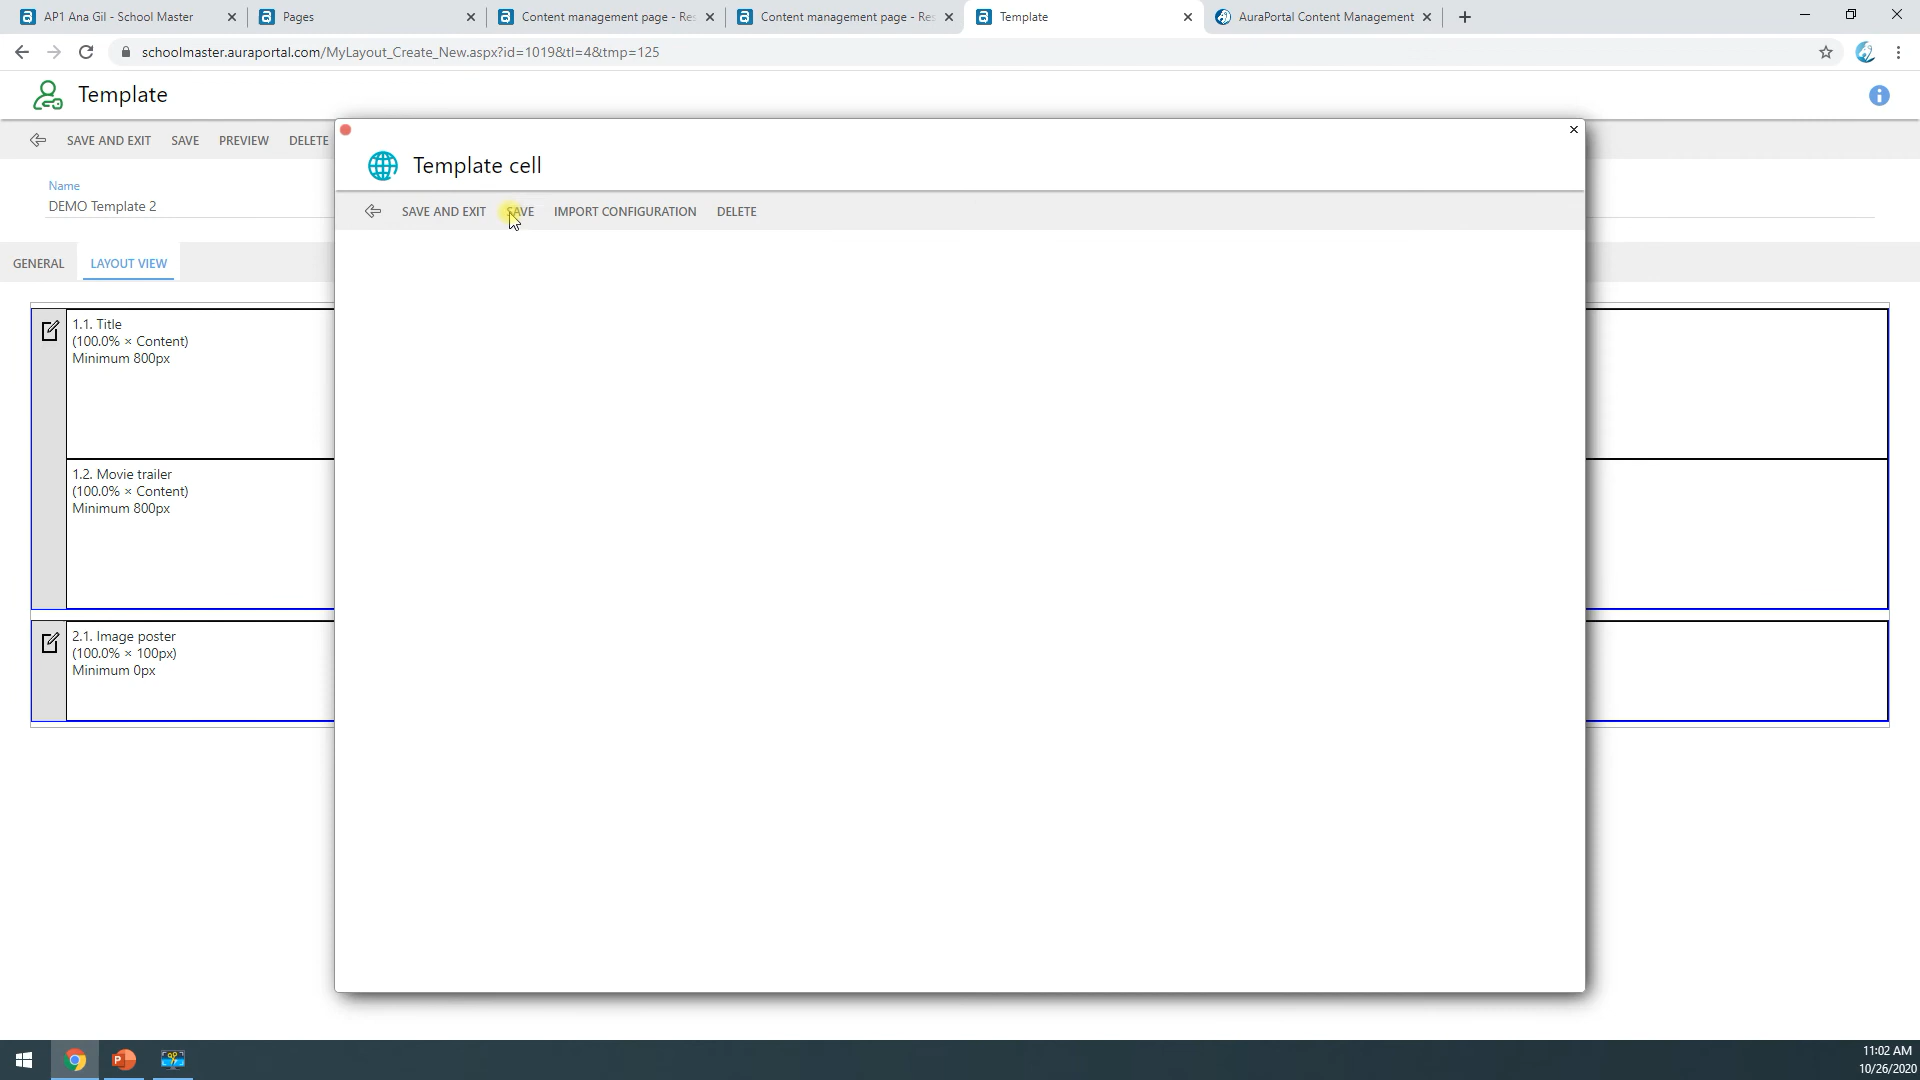 AP1 Ana Gil - School Master
Pages
Content management page - Res
Content management page - Res
Template
AuraPortal Content Management
schoolmaster.auraportal.com/MyLayout_Create_New.aspx?id=1019&tl=4&tmp=125
Template
SAVE AND EXIT SAVE PREVIEW DELETE
Name
DEMO Template 2
GENERAL LAYOUT VIEW
1.1. Title
(100.0% × Content)
Minimum 800px
1.2. Movie trailer
(100.0% × Content)
Minimum 800px
2.1. Image poster
(100.0% × 100px)
Minimum 0px
Template cell
SAVE AND EXIT SAVE IMPORT CONFIGURATION DELETE
11:02 AM
10/26/2020